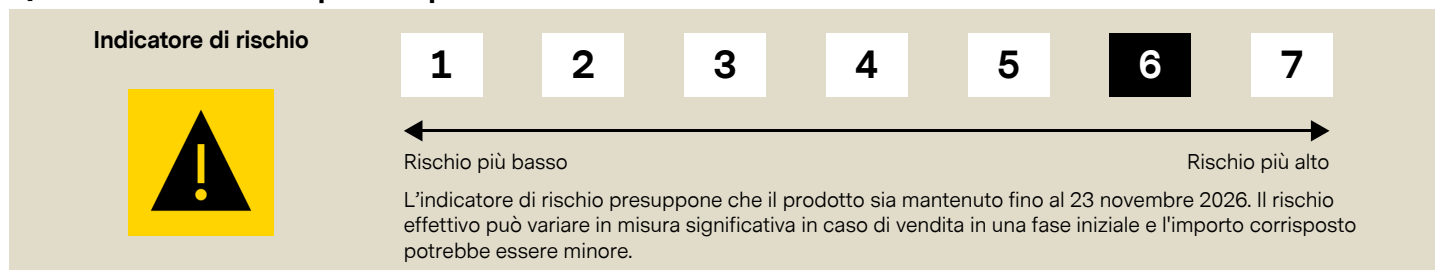 Indicatore di rischio
1 2 3 4 5 6 7
Rischio più basso Rischio più alto
L'indicatore di rischio presuppone che il prodotto sia mantenuto fino al 23 novembre 2026. Il rischio
effettivo può variare in misura significativa in caso di vendita in una fase iniziale e l'importo corrisposto
potrebbe essere minore.